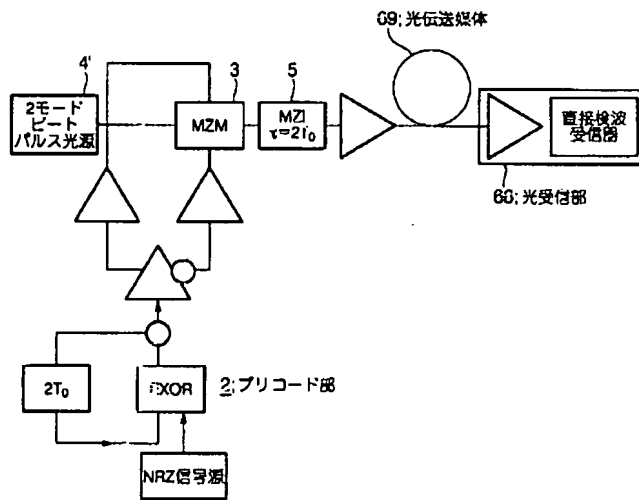 69;光伝送媒体
4'
3
5
2モード
ビート
パルス光源
MZM
MZI
τ=2T₀
直接検波
受信器
60;光受信部
2T₀
EXOR
2;プリコード部
NRZ信号源